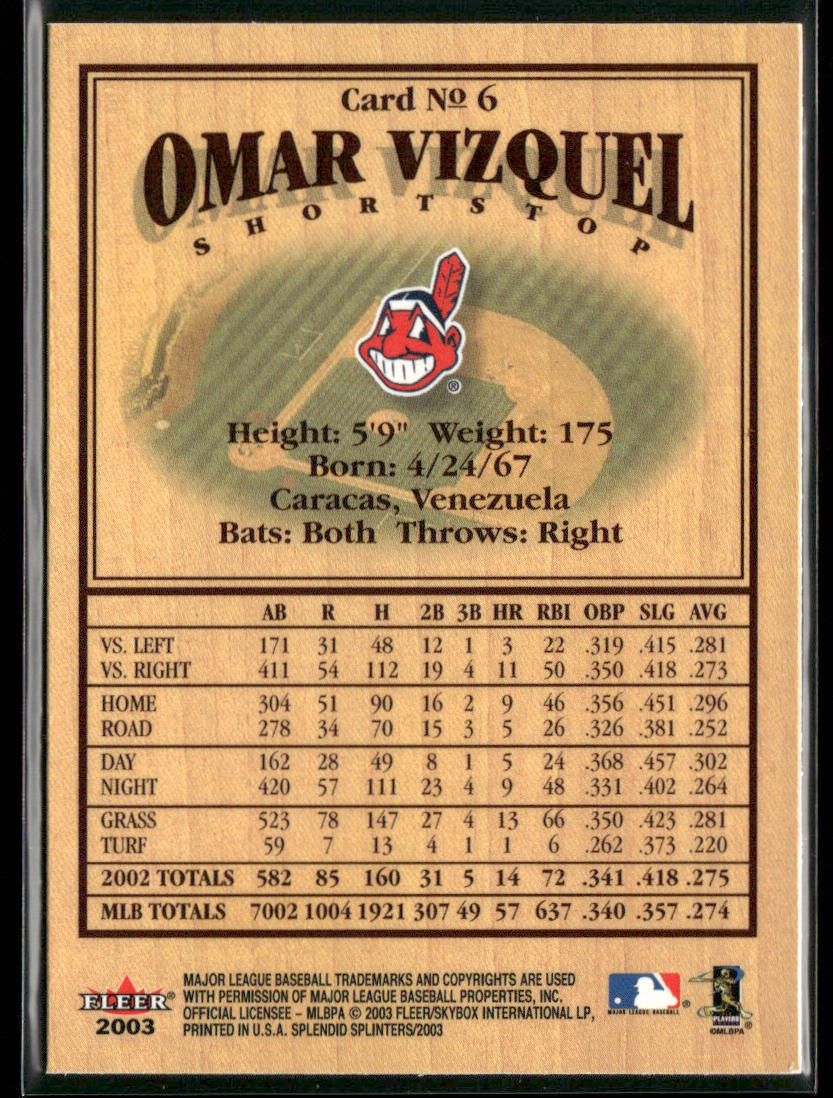 Card Nº 6
OMAR VIZQUEL
SHORTSTOP
®
Height: 5'9" Weight: 175
Born: 4/24/67
Caracas, Venezuela
Bats: Both Throws: Right
AB R H 2B 3B HR RBI OBP SLG AVG
VS. LEFT 171 31 48 12 1 3 22 .319 .415 .281
VS. RIGHT 411 54 112 19 4 11 50 .350 .418 .273
HOME 304 51 90 16 2 9 46 .356 .451 .296
ROAD 278 34 70 15 3 5 26 .326 .381 .252
DAY 162 28 49 8 1 5 24 .368 .457 .302
NIGHT 420 57 111 23 4 9 48 .331 .402 .264
GRASS 523 78 147 27 4 13 66 .350 .423 .281
TURF 59 7 13 4 1 1 6 .262 .373 .220
2002 TOTALS 582 85 160 31 5 14 72 .341 .418 .275
MLB TOTALS 7002 1004 1921 307 49 57 637 .340 .357 .274
FLEER®
2003
MAJOR LEAGUE BASEBALL TRADEMARKS AND COPYRIGHTS ARE USED
WITH PERMISSION OF MAJOR LEAGUE BASEBALL PROPERTIES, INC.
OFFICIAL LICENSEE – MLBPA © 2003 FLEER/SKYBOX INTERNATIONAL LP,
PRINTED IN U.S.A. SPLENDID SPLINTERS/2003
MAJOR LEAGUE BASEBALL ®
PLAYERS
®
©MLBPA